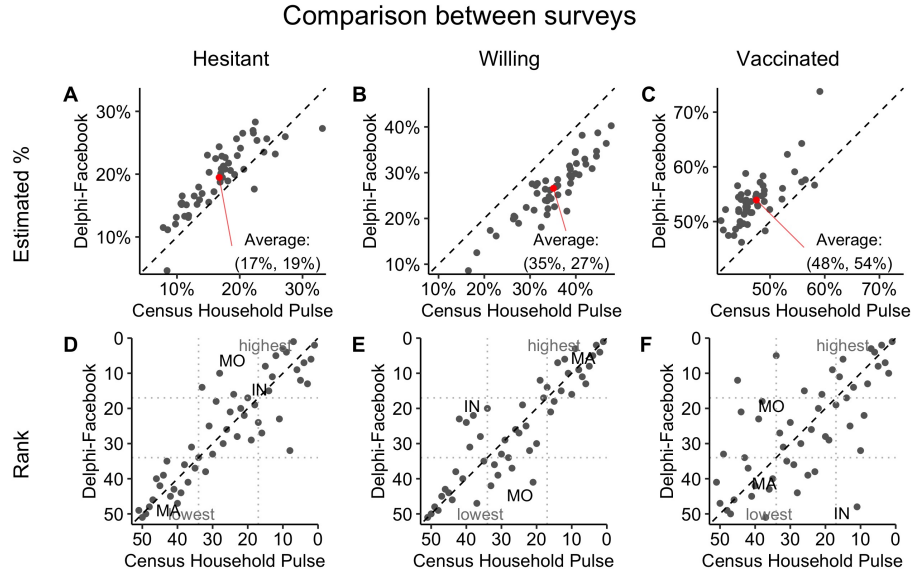 Comparison between surveys
Hesitant
Willing
Vaccinated
Estimated %
A
Delphi-Facebook
30%
20%
10%
Average:
(17%, 19%)
10% 20% 30%
Census Household Pulse
B
Delphi-Facebook
40%
30%
20%
10%
Average:
(35%, 27%)
10% 20% 30% 40%
Census Household Pulse
C
Delphi-Facebook
70%
60%
50%
Average:
(48%, 54%)
50% 60% 70%
Census Household Pulse
Rank
D
Delphi-Facebook
0
10
20
30
40
50
highest
MO
IN
MA
lowest
50 40 30 20 10 0
Census Household Pulse
E
Delphi-Facebook
0
10
20
30
40
50
highest
MA
IN
MO
lowest
50 40 30 20 10 0
Census Household Pulse
F
Delphi-Facebook
0
10
20
30
40
50
highest
MO
MA
IN
lowest
50 40 30 20 10 0
Census Household Pulse